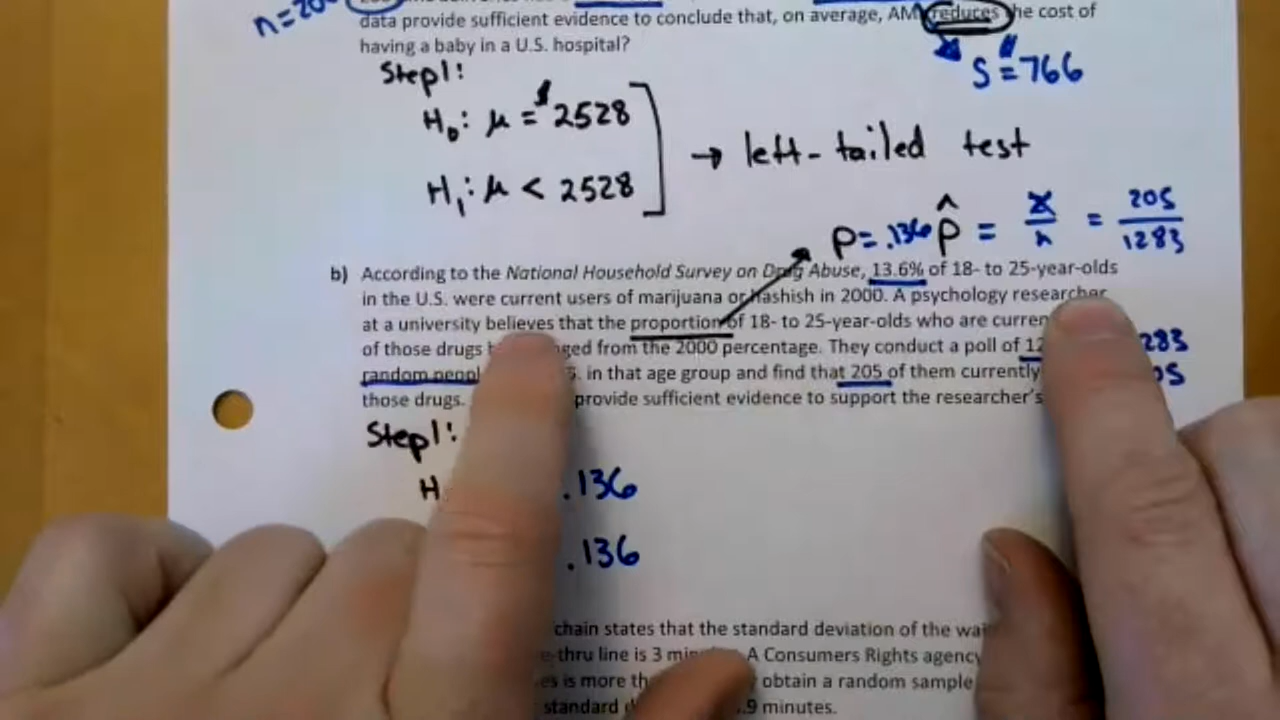 n=20
data provide sufficient evidence to conclude that, on average, AM reduces the cost of
having a baby in a U.S. hospital?
S = $766
Step 1:
H₀: μ = $2528
H₁: μ < 2528
→ left-tailed test
p=.136 p̂ = x/n = 205/1283
b) According to the National Household Survey on Drug Abuse, 13.6% of 18- to 25-year-olds
in the U.S. were current users of marijuana or hashish in 2000. A psychology researcher
at a university believes that the proportion of 18- to 25-year-olds who are curren
of those drugs nged from the 2000 percentage. They conduct a poll of 12 283
random peopl S. in that age group and find that 205 of them currently 05
those drugs. provide sufficient evidence to support the researcher's
Step 1:
H .136
.136
chain states that the standard deviation of the wai
e-thru line is 3 min A Consumers Rights agency
es is more th obtain a random sample
standard d .9 minutes.